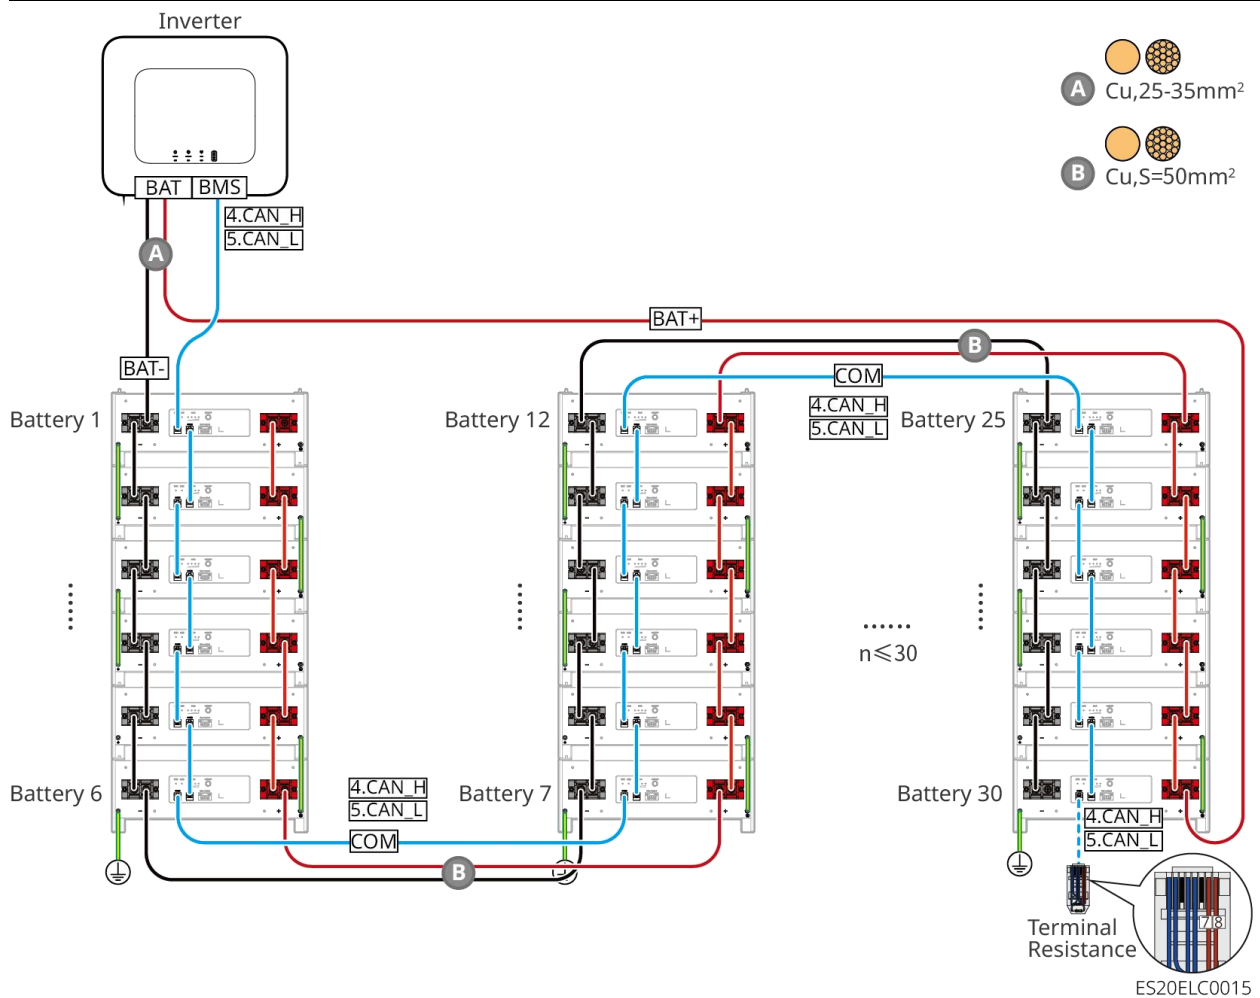 Inverter
BAT BMS
4.CAN_H
5.CAN_L
A
A Cu,25-35mm²
B Cu,S=50mm²
BAT+
BAT-
B
COM
4.CAN_H
5.CAN_L
Battery 1
Battery 12
Battery 25
n≤30
Battery 6
Battery 7
Battery 30
4.CAN_H
5.CAN_L
COM
B
4.CAN_H
5.CAN_L
7 8
Terminal
Resistance
ES20ELC0015